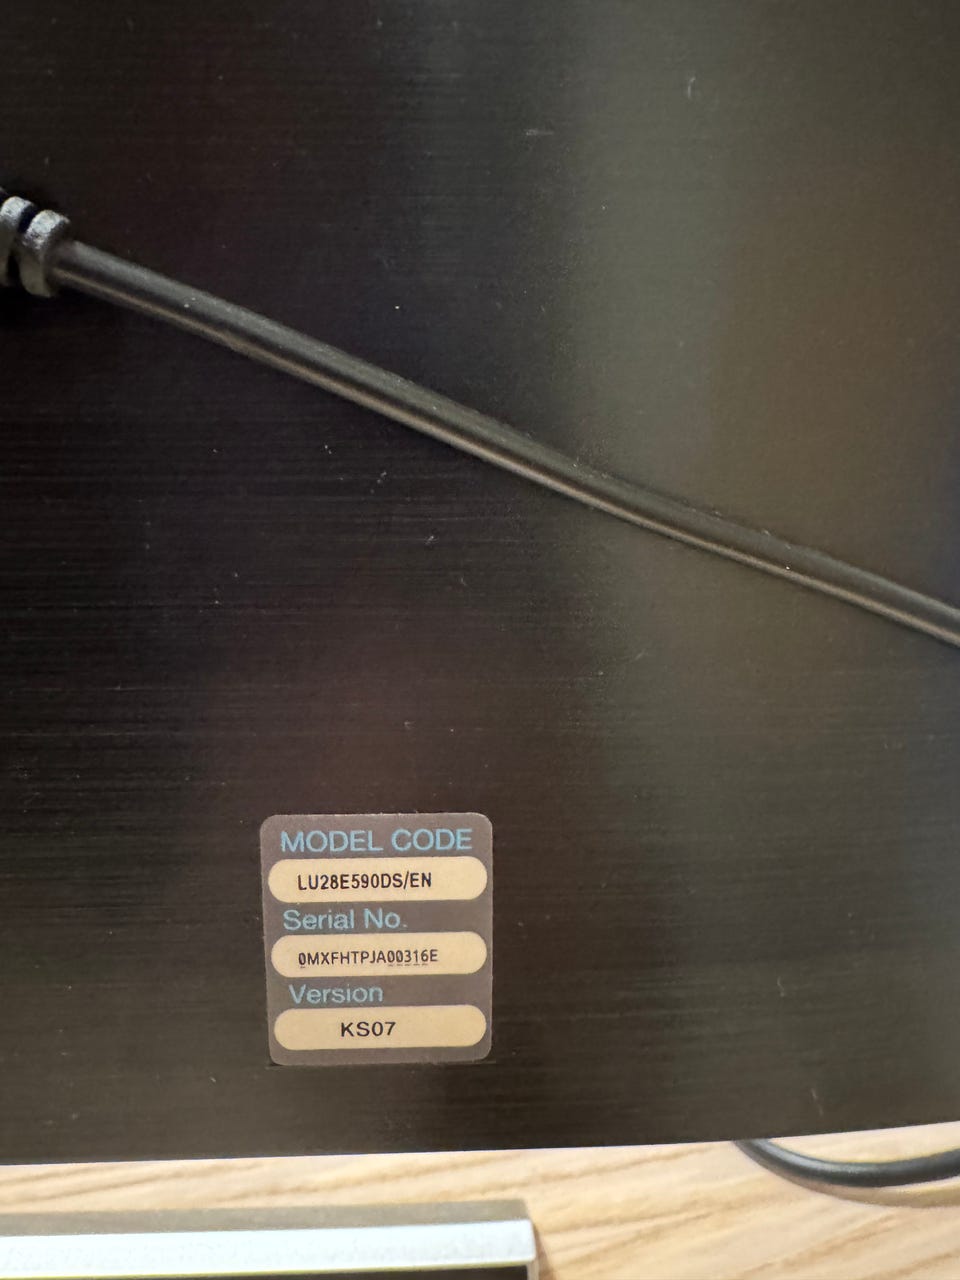 MODEL CODE
LU28E590DS/EN
Serial No.
0MXFHTPJA00316E
Version
KS07